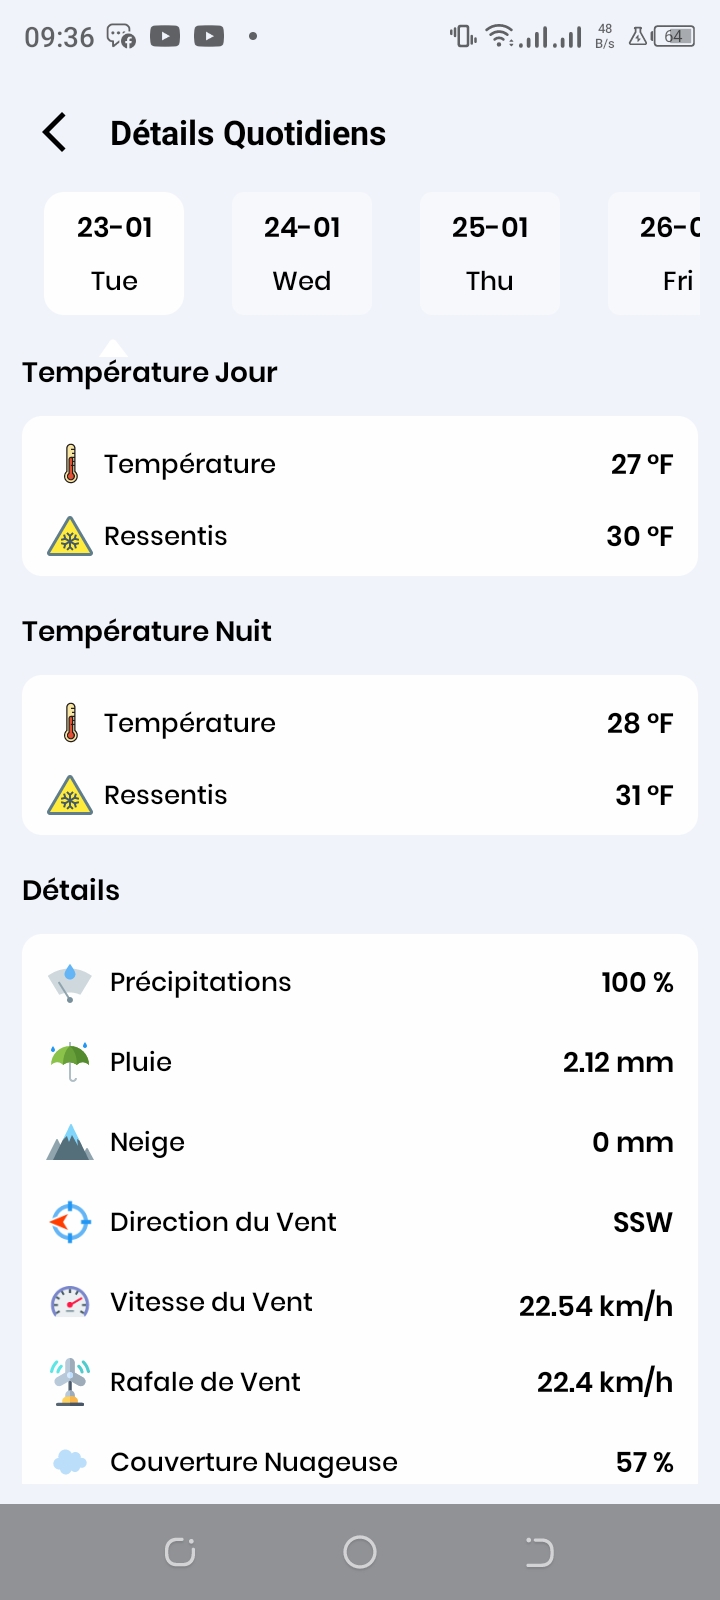 09:36 48 B/s 64
Détails Quotidiens
23-01 24-01 25-01 26-0
Tue Wed Thu Fri
Température Jour
Température 27 °F
Ressentis 30 °F
Température Nuit
Température 28 °F
Ressentis 31 °F
Détails
Précipitations 100 %
Pluie 2.12 mm
Neige 0 mm
Direction du Vent SSW
Vitesse du Vent 22.54 km/h
Rafale de Vent 22.4 km/h
Couverture Nuageuse 57 %